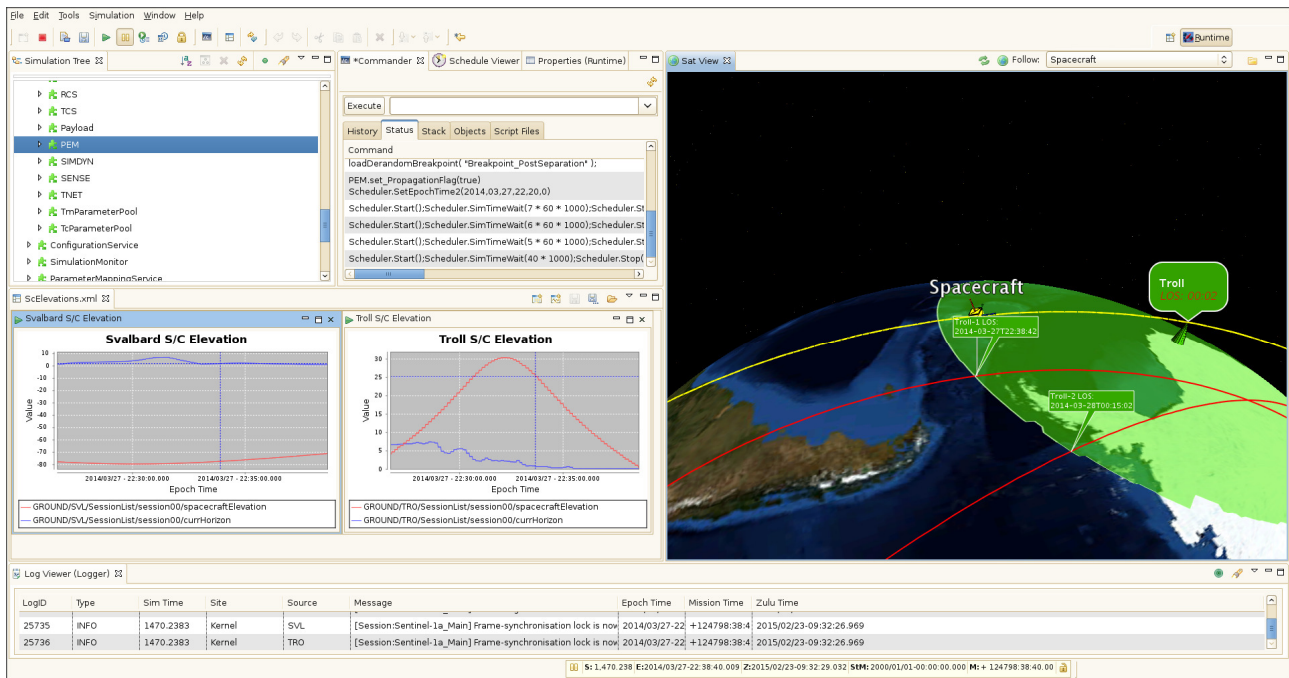 File Edit Tools Simulation Window Help
Runtime
Simulation Tree
RCS
TCS
Payload
PEM
SIMDYN
SENSE
TNET
TmParameterPool
TcParameterPool
ConfigurationService
SimulationMonitor
ParameterMappingService
*Commander Schedule Viewer Properties (Runtime)
Execute
History Status Stack Objects Script Files
Command
loadDerandomBreakpoint( "Breakpoint_PostSeparation" );
PEM.set_PropagationFlag(true)
Scheduler.SetEpochTime2(2014,03,27,22,20,0)
Scheduler.Start();Scheduler.SimTimeWait(7 * 60 * 1000);Scheduler.St
Scheduler.Start();Scheduler.SimTimeWait(6 * 60 * 1000);Scheduler.St
Scheduler.Start();Scheduler.SimTimeWait(5 * 60 * 1000);Scheduler.St
Scheduler.Start();Scheduler.SimTimeWait(40 * 1000);Scheduler.Stop(
Sat View Follow: Spacecraft
Spacecraft
Troll
LOS: 00:02
Troll-1 LOS:
2014-03-27T22:38:42
Troll-2 LOS:
2014-03-28T00:15:02
ScElevations.xml
Svalbard S/C Elevation
Svalbard S/C Elevation
Value
10
0
-10
-20
-30
-40
-50
-60
-70
-80
2014/03/27 - 22:30:00.000 2014/03/27 - 22:35:00.000
Epoch Time
GROUND/SVL/SessionList/session00/spacecraftElevation
GROUND/SVL/SessionList/session00/currHorizon
Troll S/C Elevation
Troll S/C Elevation
Value
30
25
20
15
10
5
0
2014/03/27 - 22:30:00.000 2014/03/27 - 22:35:00.000
Epoch Time
GROUND/TRO/SessionList/session00/spacecraftElevation
GROUND/TRO/SessionList/session00/currHorizon
Log Viewer (Logger)
LogID Type Sim Time Site Source Message Epoch Time Mission Time Zulu Time
25735 INFO 1470.2383 Kernel SVL [Session:Sentinel-1a_Main] Frame-synchronisation lock is now 2014/03/27-22 +124798:38:4 2015/02/23-09:32:26.969
25736 INFO 1470.2383 Kernel TRO [Session:Sentinel-1a_Main] Frame-synchronisation lock is now 2014/03/27-22 +124798:38:4 2015/02/23-09:32:26.969
S: 1,470.238 E:2014/03/27-22:38:40.009 Z:2015/02/23-09:32:29.032 StM: 2000/01/01-00:00:00.000 M: + 124798:38:40.00